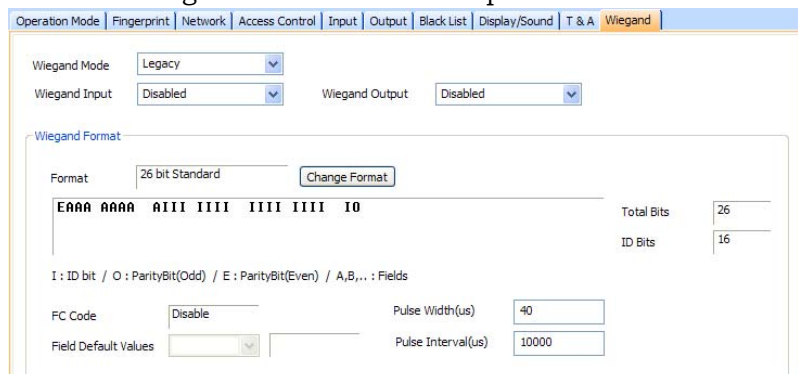 Operation Mode Fingerprint Network Access Control Input Output Black List Display/Sound T & A Wiegand
Wiegand Mode Legacy
Wiegand Input Disabled Wiegand Output Disabled
Wiegand Format
Format 26 bit Standard Change Format
EAAA AAAA AIII IIII IIII IIII IO
Total Bits 26
ID Bits 16
I : ID bit / O : ParityBit(Odd) / E : ParityBit(Even) / A,B,.. : Fields
FC Code Disable Pulse Width(us) 40
Field Default Values Pulse Interval(us) 10000